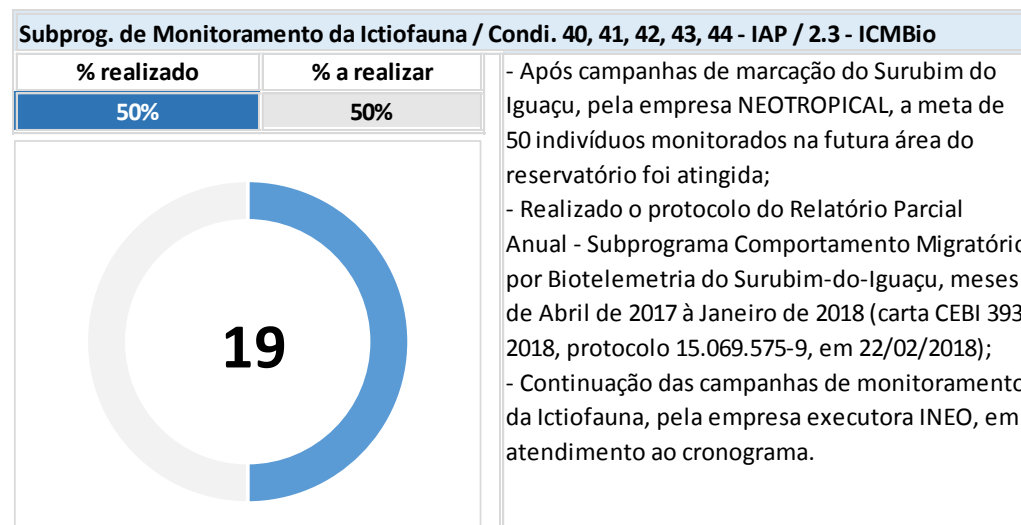 Subprog. de Monitoramento da Ictiofauna / Condi. 40, 41, 42, 43, 44 - IAP / 2.3 - ICMBio
% realizado % a realizar
50% 50%
19
- Após campanhas de marcação do Surubim do
Iguaçu, pela empresa NEOTROPICAL, a meta de
50 indivíduos monitorados na futura área do
reservatório foi atingida;
- Realizado o protocolo do Relatório Parcial
Anual - Subprograma Comportamento Migratório
por Biotelemetria do Surubim-do-Iguaçu, meses
de Abril de 2017 à Janeiro de 2018 (carta CEBI 393
2018, protocolo 15.069.575-9, em 22/02/2018);
- Continuação das campanhas de monitoramento
da Ictiofauna, pela empresa executora INEO, em
atendimento ao cronograma.